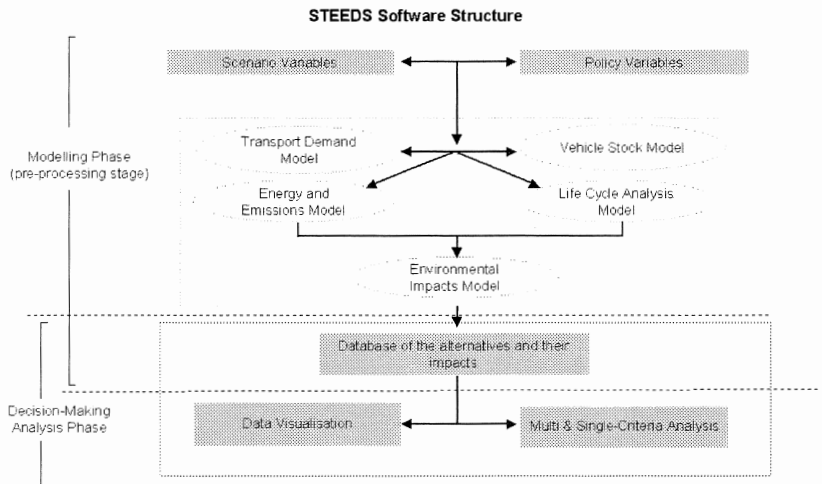 STEEDS Software Structure
Scenario Variables
Policy Variables
Transport Demand
Model
Vehicle Stock Model
Modelling Phase
(pre-processing stage)
Energy and
Emissions Model
Life Cycle Analysis
Model
Environmental
Impacts Model
Database of the alternatives and their
impacts
Decision-Making
Analysis Phase
Data Visualisation
Multi & Single-Criteria Analysis